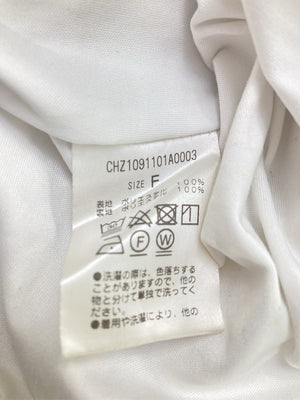 CHZ1091101A0003
SIZE F
表地 100%
100%
F W
※洗濯の際は、色落ちする
ことがありますので、他の
物と分けて単独で洗ってく
ださい。
※着用や洗濯により、他の